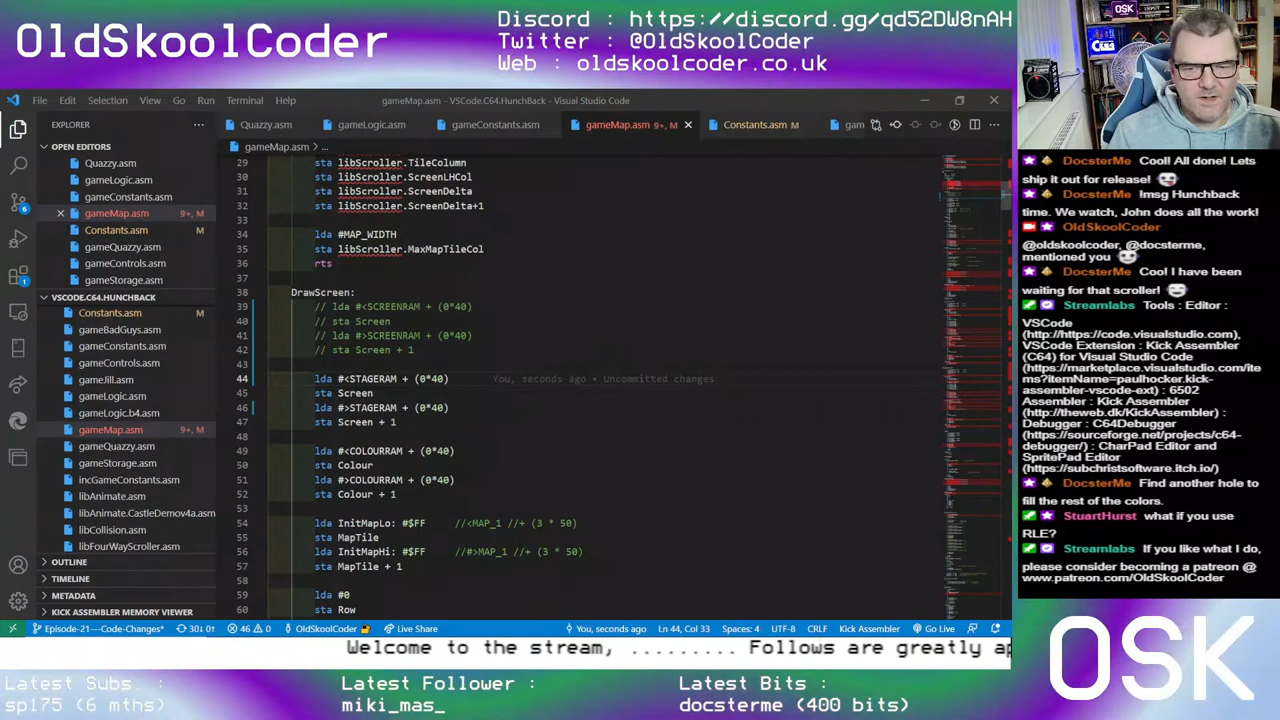 OldSkoolCoder
Discord : https://discord.gg/qd52DW8nAH
Twitter : @OldSkoolCoder
Web : oldskoolcoder.co.uk
OSK
File Edit Selection View Go Run Terminal Help
gameMap.asm - VSCode.C64.HunchBack - Visual Studio Code
EXPLORER
Quazzy.asm
gameLogic.asm
gameConstants.asm
gameMap.asm 9+, M
Constants.asm M
gam
OPEN EDITORS
Quazzy.asm
gameLogic.asm
gameConstants.asm
gameMap.asm 9+, M
Constants.asm M
gameQuazzy.asm
gameControls.asm
gameStorage.asm
VSCODE.C64.HUNCHBACK
Constants.asm M
gameBadGuys.asm
gameConstants.asm
gameControls.asm
gameJill.asm
gameLogic.asm
gameLogic.b4.asm
gameMap.asm 9+, M
gameQuazzy.asm
gameStorage.asm
hiresGameConstants.asm
libAnimate.asm
libAnimate.CastleDemov4a.asm
libCollision.asm
libFourWayScroller.asm
OUTLINE
TIMELINE
METADATA
KICK ASSEMBLER MEMORY VIEWER
gameMap.asm > ...
29 sta libScroller.TileColumn
30 sta libScroller.ScreenLHCol
31 sta libScroller.ScreenDelta
32 sta libScroller.ScreenDelta+1
33
34 lda #MAP_WIDTH
35 sta libScroller.MaxMapTileCol
36 rts
37
38 DrawScreen:
39 // lda #<SCREENRAM + (0*40)
40 // sta Screen
41 // lda #>SCREENRAM + (0*40)
42 // sta Screen + 1
43
44 lda #<STAGERAM + (0*40) You, seconds ago • Uncommitted changes
45 sta Screen
46 lda #>STAGERAM + (0*40)
47 sta Screen + 1
48
49 lda #<COLOURRAM + (0*40)
50 sta Colour
51 lda #>COLOURRAM + (0*40)
52 sta Colour + 1
53
54 lda InitMapLo: #$FF //<MAP_1 //+ (3 * 50)
55 sta MapTile
56 lda InitMapHi: #$FF //#>MAP_1 //+ (3 * 50)
57 sta MapTile + 1
58
59 lda #0
60 sta Row
Episode-21---Code-Changes* 30↓ 0↑ 46 0 OldSkoolCoder Live Share
You, seconds ago Ln 44, Col 33 Spaces: 4 UTF-8 CRLF Kick Assembler Go Live
DocsterMe Cool! All done! Lets
ship it out for release!
DocsterMe !msg Hunchback
time. We watch, John does all the work!
OldSkoolCoder
@oldskoolcoder, @docsterme,
mentioned you
DocsterMe Cool I have been
waiting for that scroller!
Streamlabs Tools : Editor :
VSCode
(http://https://code.visualstudio.com),
VSCode Extension : Kick Assembler
(C64) for Visual Studio Code
(https://marketplace.visualstudio.com/ite
ms?itemName=paulhocker.kick-
assembler-vscode-ext) : 6502
Assembler : Kick Assembler
(http://theweb.dk/KickAssembler) :
Debugger : C64Debugger
(https://sourceforge.net/projects/c64-
debugger/) : CharPad Editor and
SpritePad Editor
(https://subchristsoftware.itch.io/)
DocsterMe Find another hole to
fill the rest of the colors.
StuartHurst what if you use
RLE?
Streamlabs If you like what I do,
please consider becoming a patreon @
www.patreon.com/OldSkoolCoder
Welcome to the stream, ......... Follows are greatly ap
Latest Subs. :
sp175 (6 mths)
Latest Follower :
miki_mas_
Latest Bits :
docsterme (400 bits)
OSK